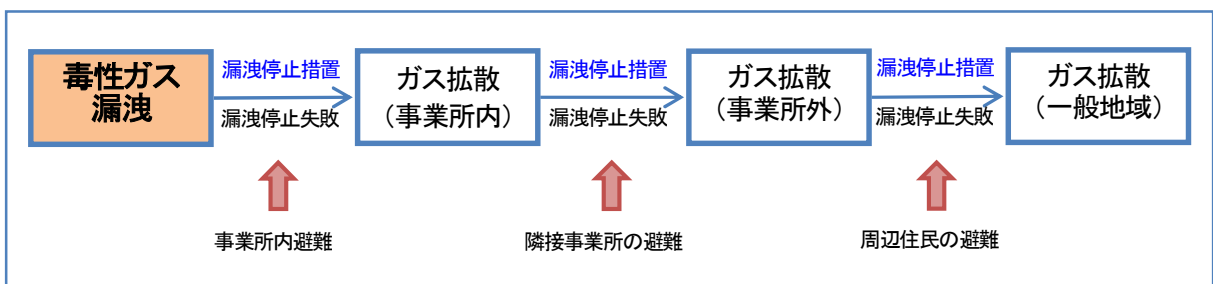 毒性ガス
漏洩
漏洩停止措置
漏洩停止失敗
ガス拡散
（事業所内）
漏洩停止措置
漏洩停止失敗
ガス拡散
（事業所外）
漏洩停止措置
漏洩停止失敗
ガス拡散
（一般地域）
事業所内避難
隣接事業所の避難
周辺住民の避難